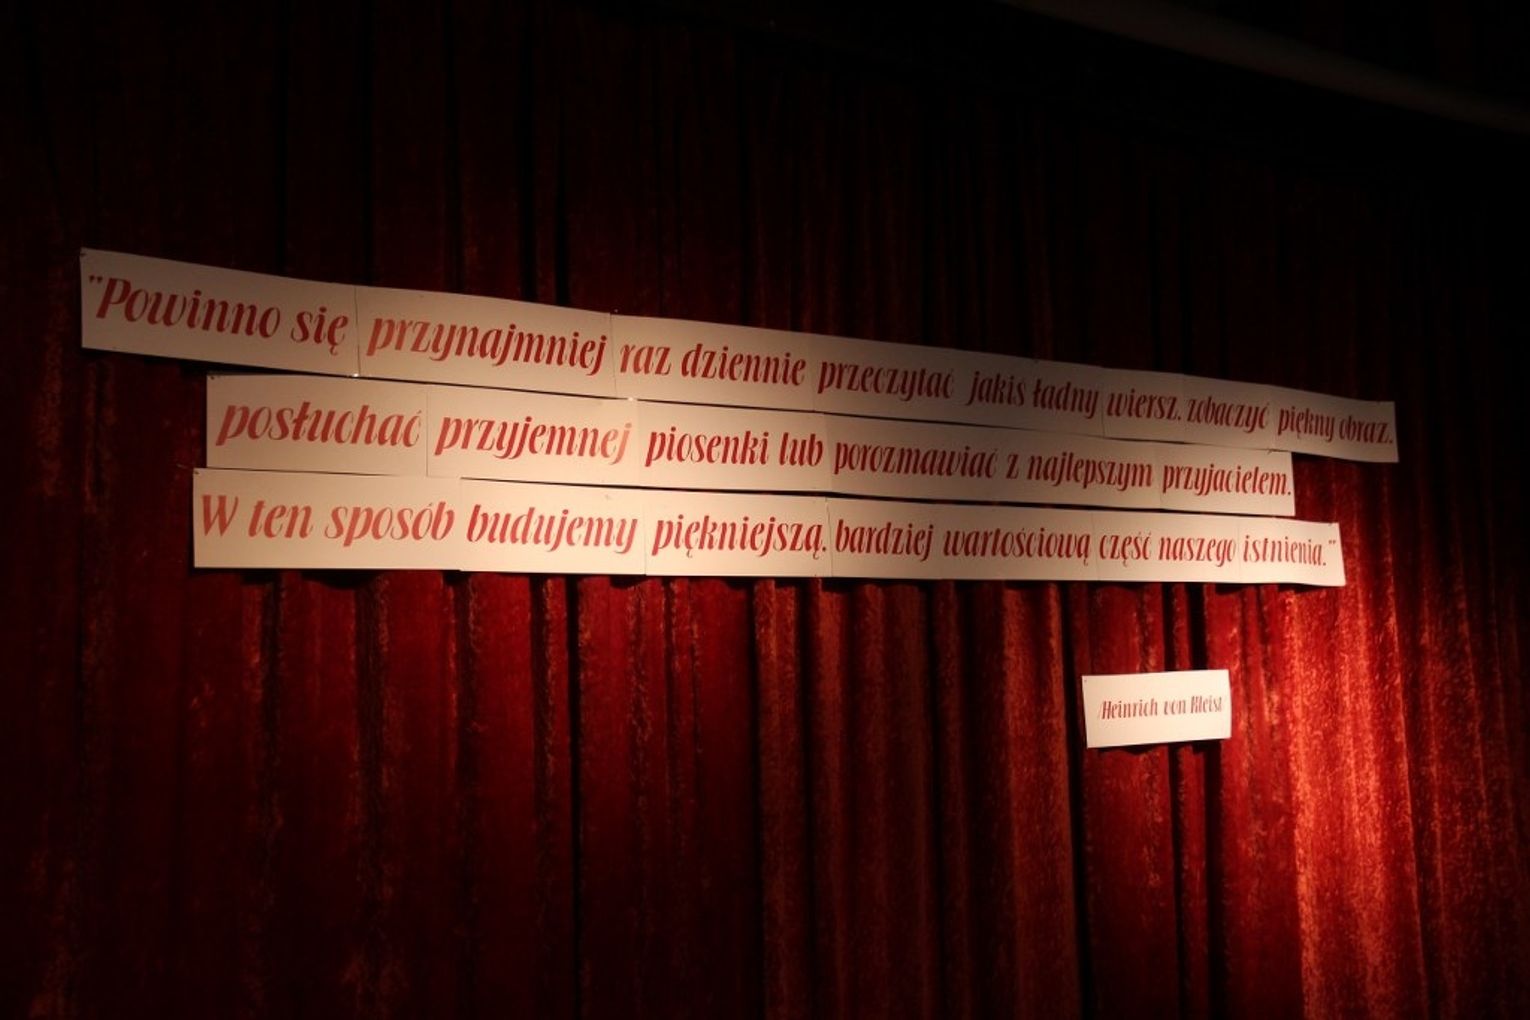 "Powinno się przynajmniej raz dziennie przeczytać jakiś ładny wiersz, zobaczyć piękny obraz,
posłuchać przyjemnej piosenki lub porozmawiać z najlepszym przyjacielem.
W ten sposób budujemy piękniejszą, bardziej wartościową część naszego istnienia."
/Heinrich von Kleist